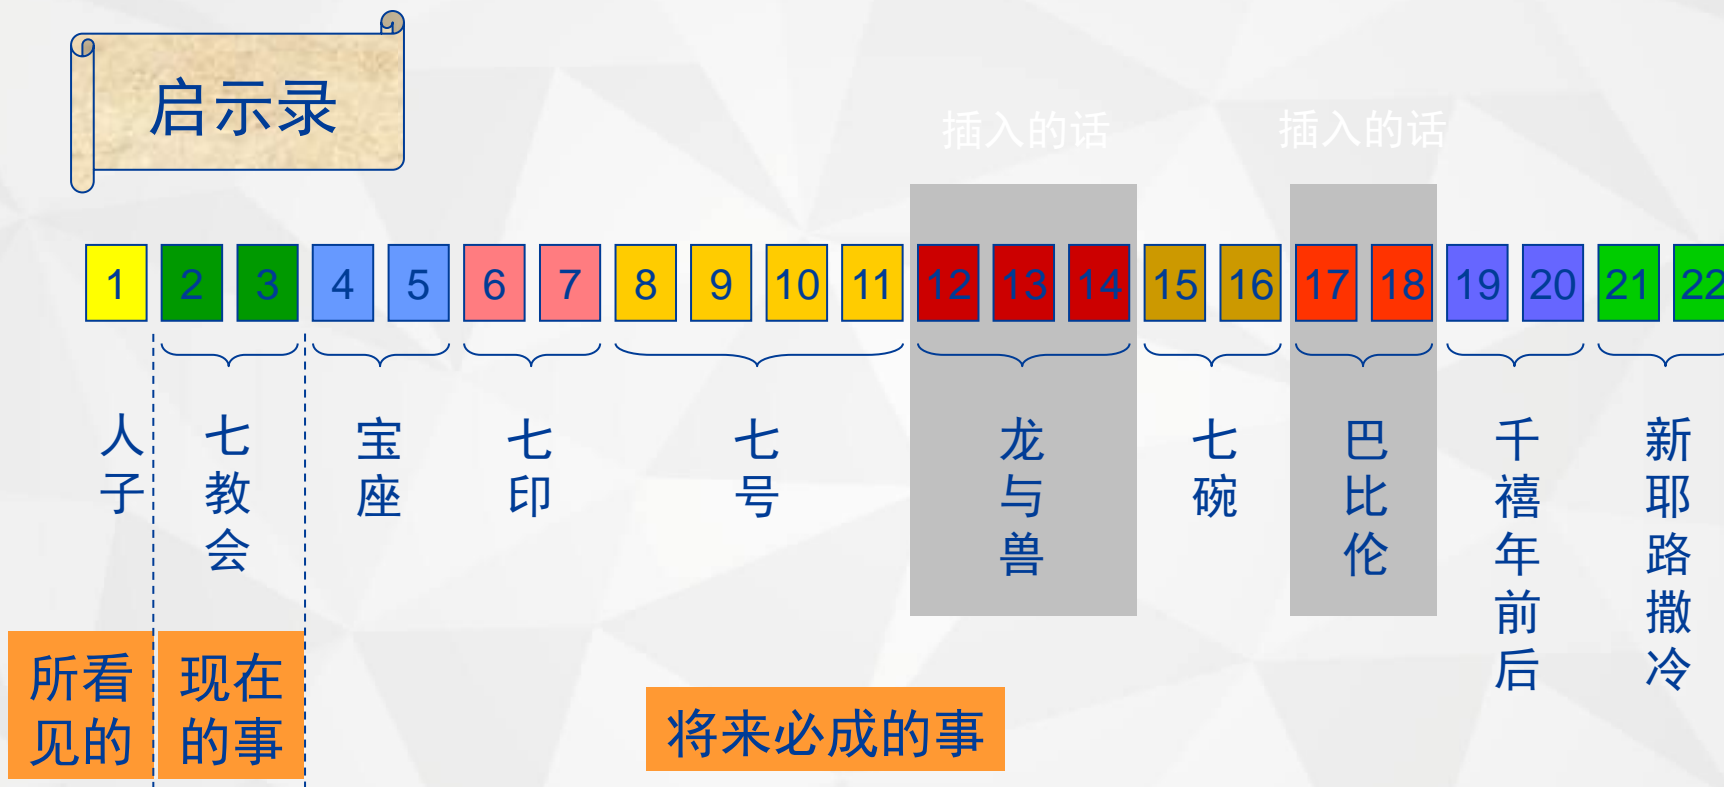 启示录
插入的话 插入的话
1 2 3 4 5 6 7 8 9 10 11 12 13 14 15 16 17 18 19 20 21 22
人子
七教会
宝座
七印
七号
龙与兽
七碗
巴比伦
千禧年前后
新耶路撒冷
所看
见的
现在
的事
将来必成的事